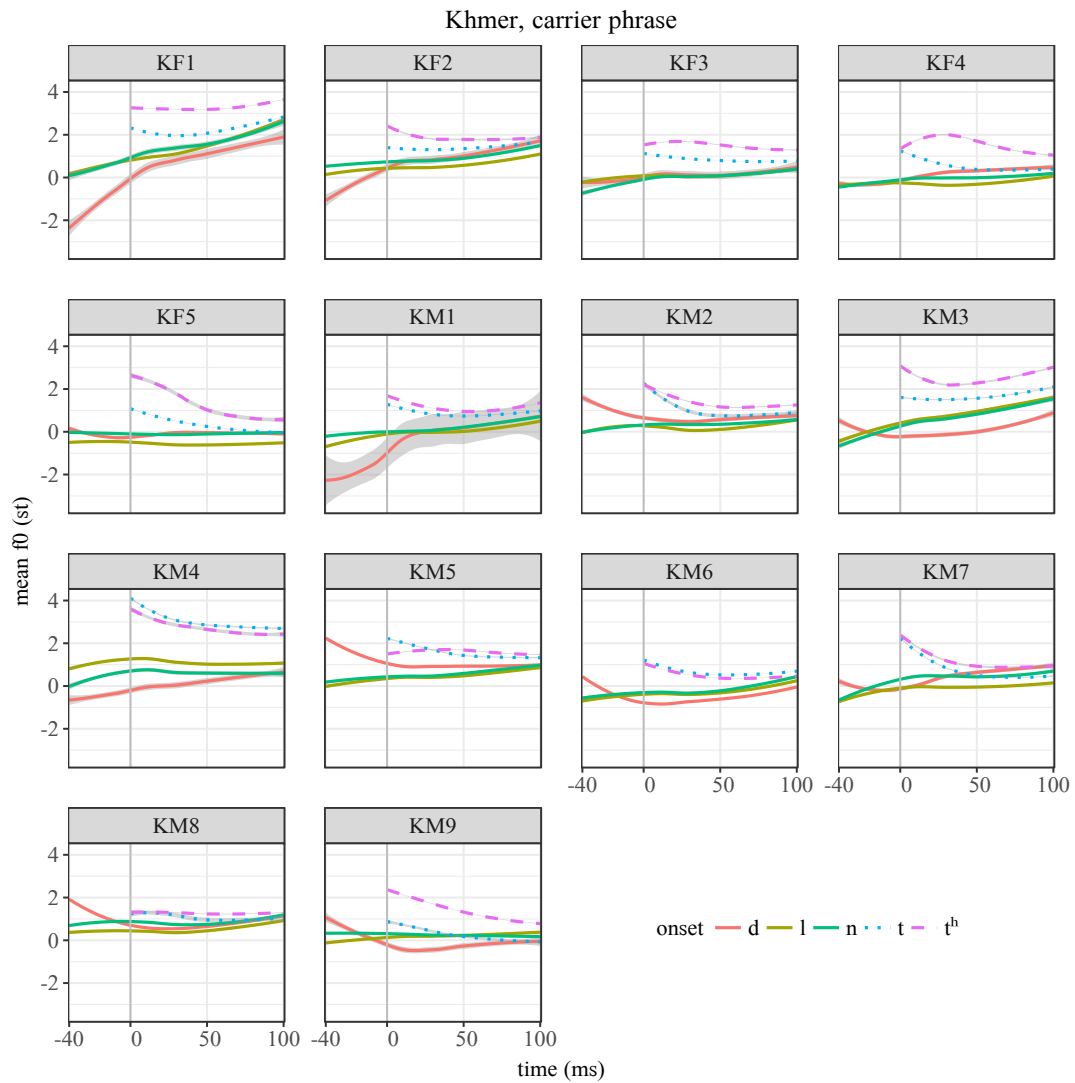 Khmer, carrier phrase
KF1 KF2 KF3 KF4
4
2
0
-2
KF5 KM1 KM2 KM3
4
2
0
-2
mean f0 (st)
KM4 KM5 KM6 KM7
4
2
0
-2
-40 0 50 100 -40 0 50 100
KM8 KM9
4
2
0
-2
onset d l n t tʰ
-40 0 50 100 -40 0 50 100
time (ms)